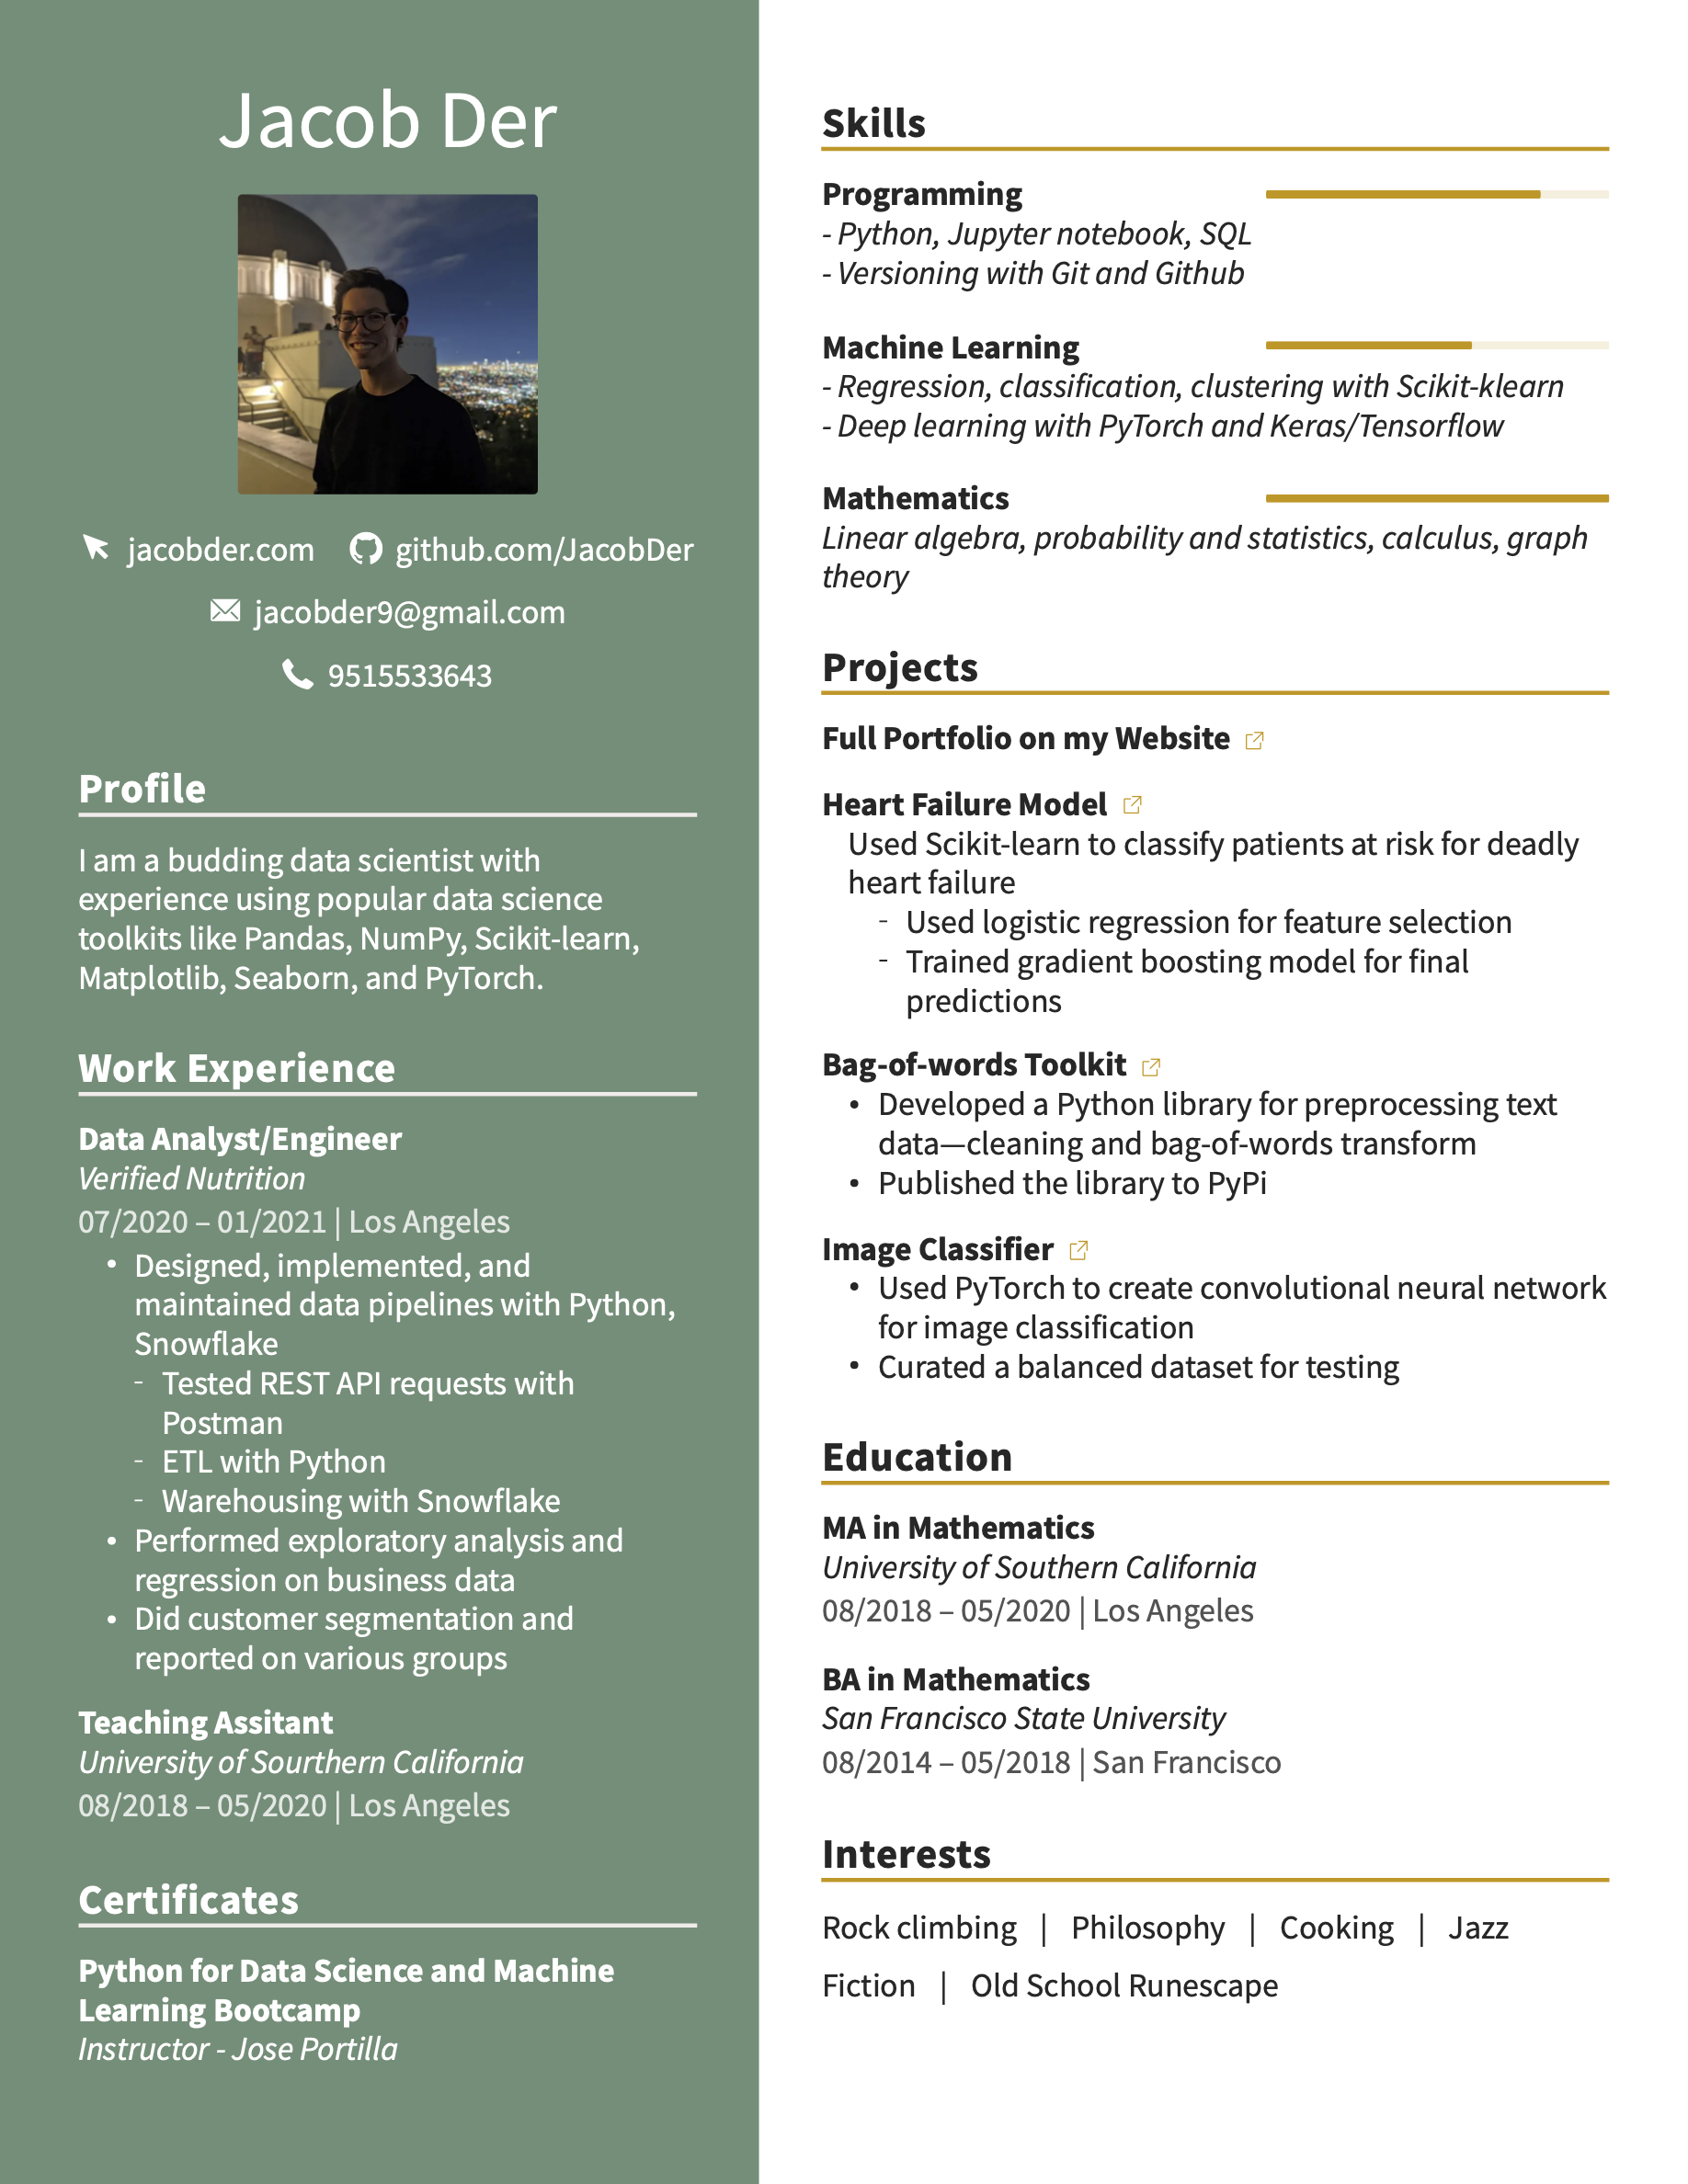 Jacob Der
jacobder.com
github.com/JacobDer
jacobder9@gmail.com
9515533643
Profile
I am a budding data scientist with
experience using popular data science
toolkits like Pandas, NumPy, Scikit-learn,
Matplotlib, Seaborn, and PyTorch.
Work Experience
Data Analyst/Engineer
Verified Nutrition
07/2020 – 01/2021 | Los Angeles
• Designed, implemented, and
maintained data pipelines with Python,
Snowflake
- Tested REST API requests with
Postman
- ETL with Python
- Warehousing with Snowflake
• Performed exploratory analysis and
regression on business data
• Did customer segmentation and
reported on various groups
Teaching Assitant
University of Sourthern California
08/2018 – 05/2020 | Los Angeles
Certificates
Python for Data Science and Machine
Learning Bootcamp
Instructor - Jose Portilla
Skills
Programming
- Python, Jupyter notebook, SQL
- Versioning with Git and Github
Machine Learning
- Regression, classification, clustering with Scikit-klearn
- Deep learning with PyTorch and Keras/Tensorflow
Mathematics
Linear algebra, probability and statistics, calculus, graph
theory
Projects
Full Portfolio on my Website
Heart Failure Model
Used Scikit-learn to classify patients at risk for deadly
heart failure
- Used logistic regression for feature selection
- Trained gradient boosting model for final
predictions
Bag-of-words Toolkit
• Developed a Python library for preprocessing text
data—cleaning and bag-of-words transform
• Published the library to PyPi
Image Classifier
• Used PyTorch to create convolutional neural network
for image classification
• Curated a balanced dataset for testing
Education
MA in Mathematics
University of Southern California
08/2018 – 05/2020 | Los Angeles
BA in Mathematics
San Francisco State University
08/2014 – 05/2018 | San Francisco
Interests
Rock climbing | Philosophy | Cooking | Jazz
Fiction | Old School Runescape